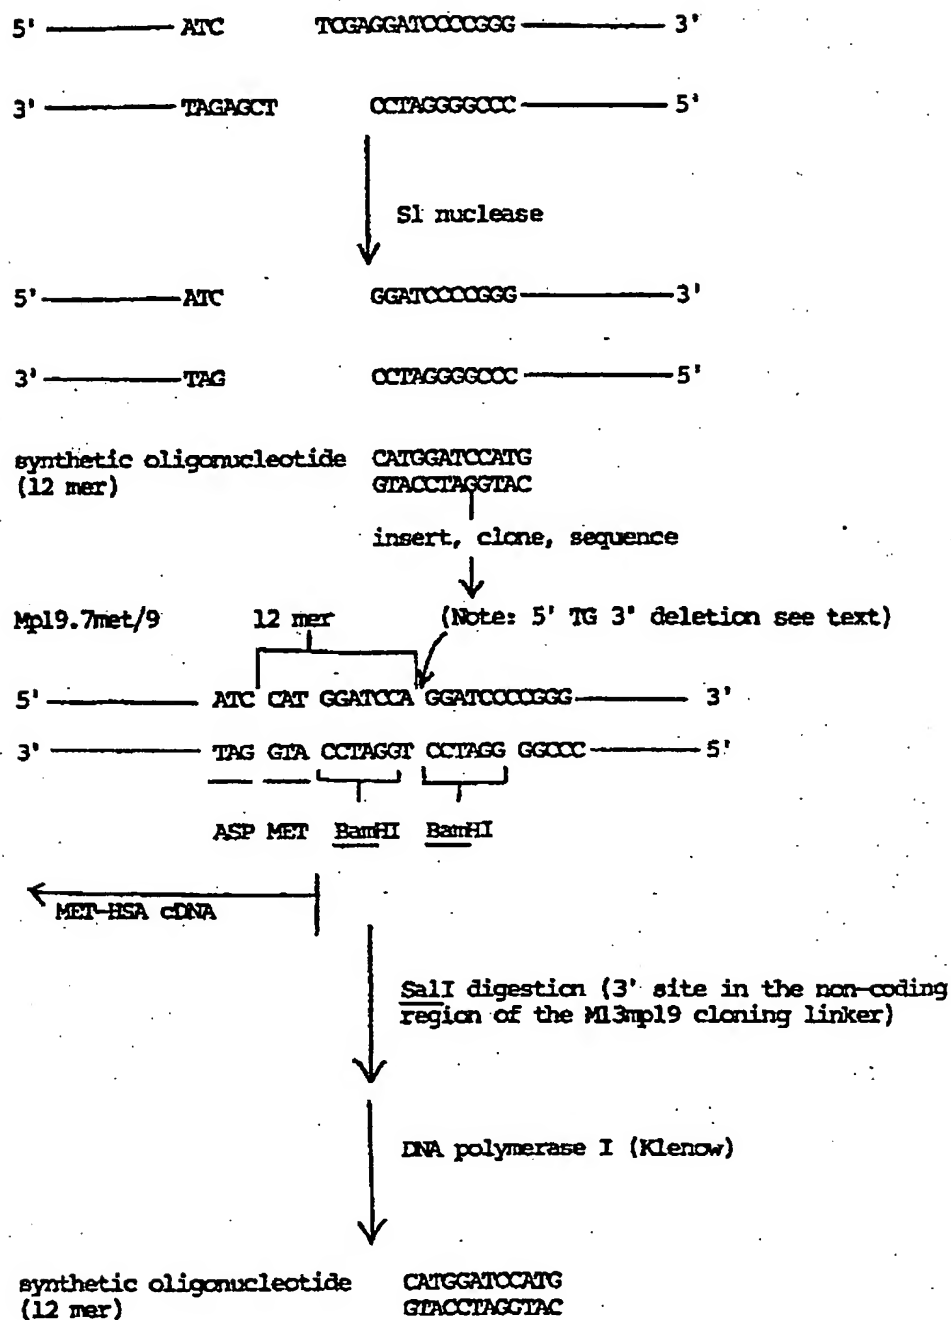 5' ATC TCGAGGATCCCCGGG 3'
3' TAGAGCT CCTAGGGGCCC 5'
S1 nuclease
5' ATC GGATCCCCGGG 3'
3' TAG CCTAGGGGCCC 5'
synthetic oligonucleotide CATGGATCCATG
(12 mer) GTACCTAGGTAC
insert, clone, sequence
Mp19.7met/9 12 mer (Note: 5' TG 3' deletion see text)
5' ATC CAT GGATCCA GGATCCCCGGG 3'
3' TAG GTA CCTAGGT CCTAGG GGCCC 5'
ASP MET BamHI BamHI
MET-HSA cDNA
SalI digestion (3' site in the non-coding
region of the M13mp19 cloning linker)
DNA polymerase I (Klenow)
synthetic oligonucleotide CATGGATCCATG
(12 mer) GTACCTAGGTAC